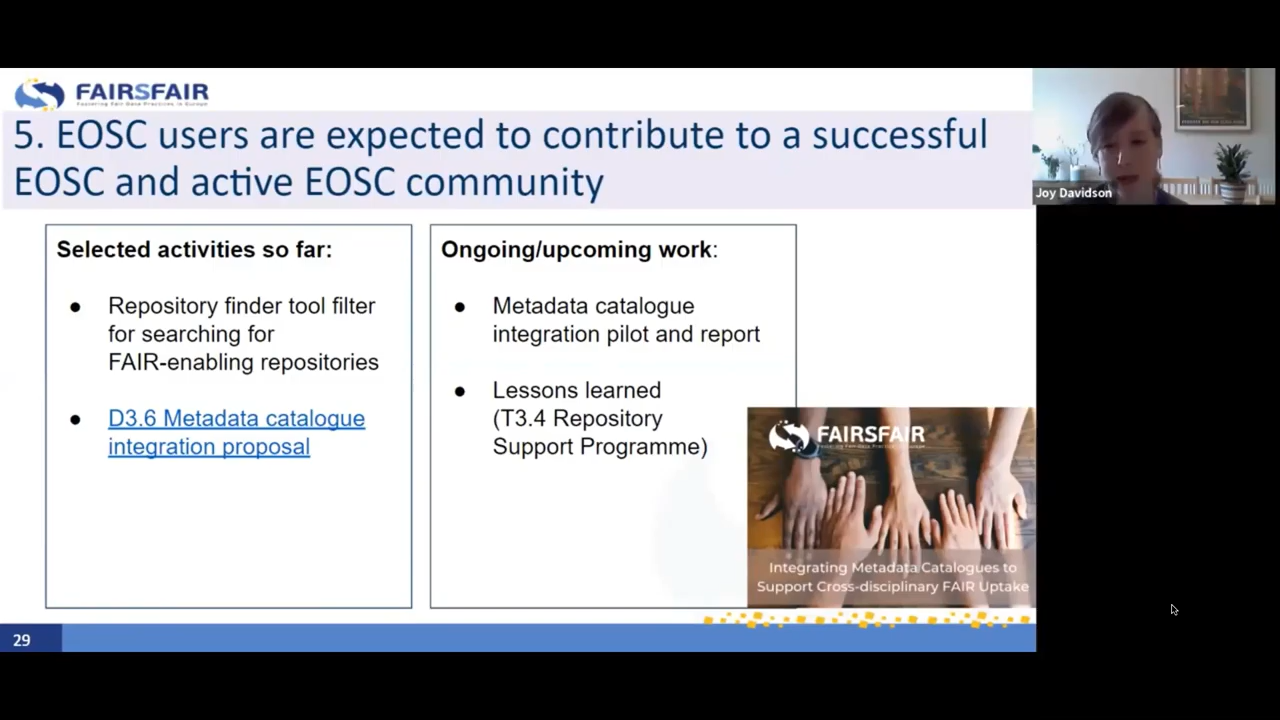 FAIRSFAIR
Fostering Fair Data Practices in Europe
5. EOSC users are expected to contribute to a successful
EOSC and active EOSC community
Joy Davidson
Selected activities so far:
● Repository finder tool filter
for searching for
FAIR-enabling repositories
● D3.6 Metadata catalogue
integration proposal
Ongoing/upcoming work:
● Metadata catalogue
integration pilot and report
● Lessons learned
(T3.4 Repository
Support Programme)
FAIRSFAIR
Integrating Metadata Catalogues to
Support Cross-disciplinary FAIR Uptake
29